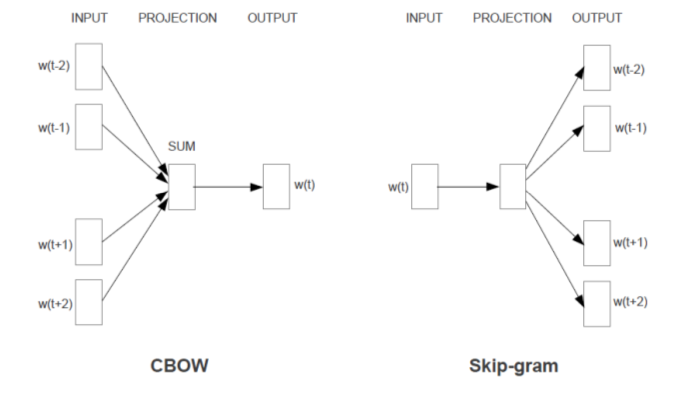 INPUT PROJECTION OUTPUT
w(t-2)
w(t-1)
SUM
w(t)
w(t+1)
w(t+2)
CBOW
INPUT PROJECTION OUTPUT
w(t-2)
w(t-1)
w(t)
w(t+1)
w(t+2)
Skip-gram